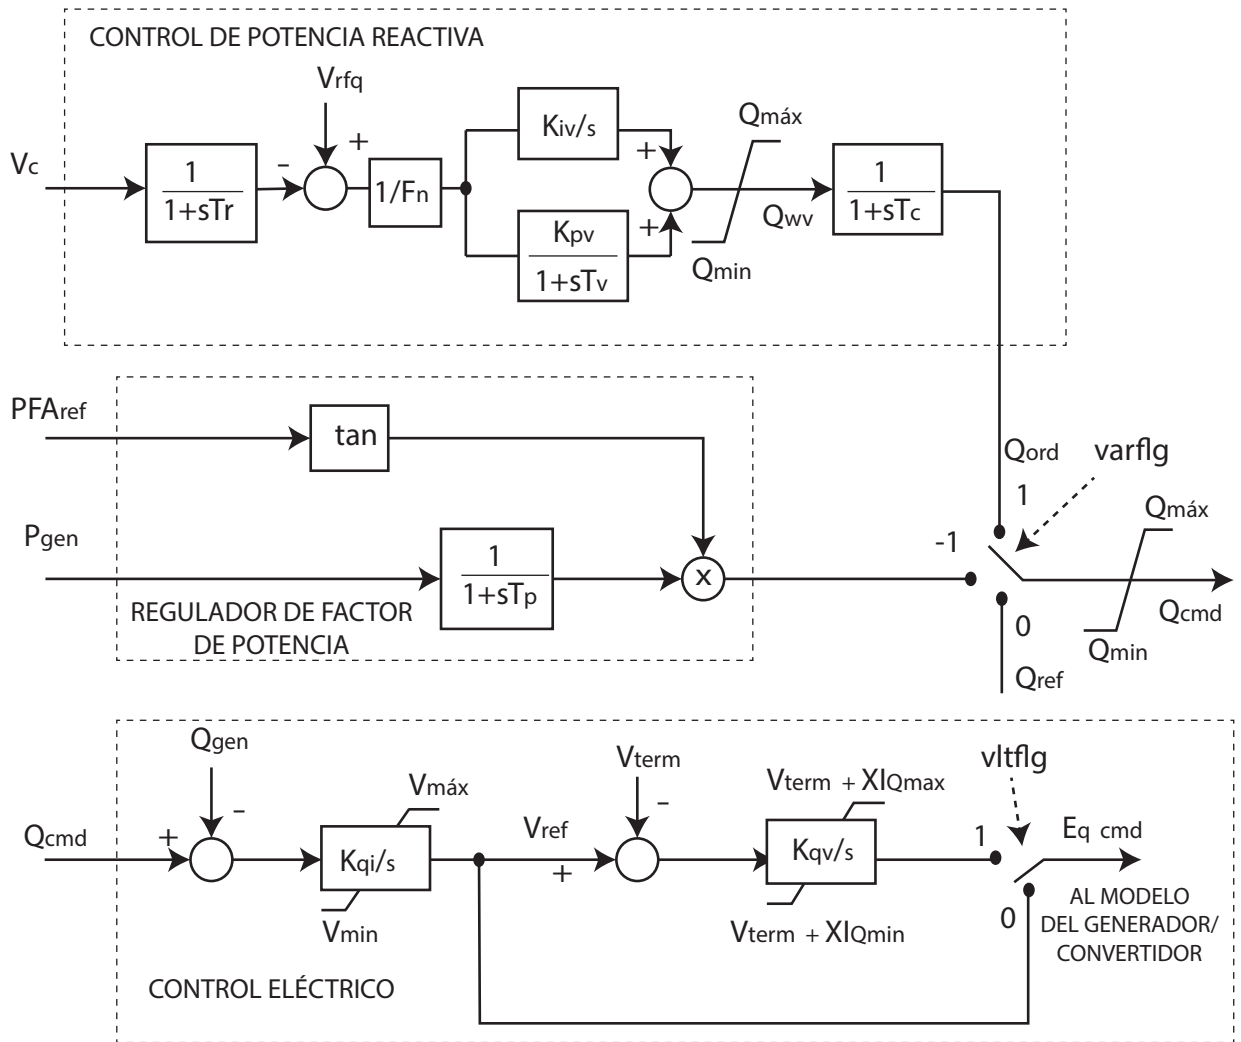 CONTROL DE POTENCIA REACTIVA
Vrfq
Vc
1
1+sTr
-
+
1/Fn
Kiv/s
Kpv
1+sTv
+
+
Qmáx
Qmin
Qwv
1
1+sTc
PFAref
tan
Pgen
1
1+sTp
x
REGULADOR DE FACTOR
DE POTENCIA
Qord
varflg
1
-1
0
Qref
Qmáx
Qmin
Qcmd
Qgen
-
Qcmd
+
Kqi/s
Vmáx
Vmin
Vref
+
Vterm
-
Vterm + XIQmax
Kqv/s
Vterm + XIQmin
vltflg
1
0
Eq cmd
AL MODELO
DEL GENERADOR/
CONVERTIDOR
CONTROL ELÉCTRICO